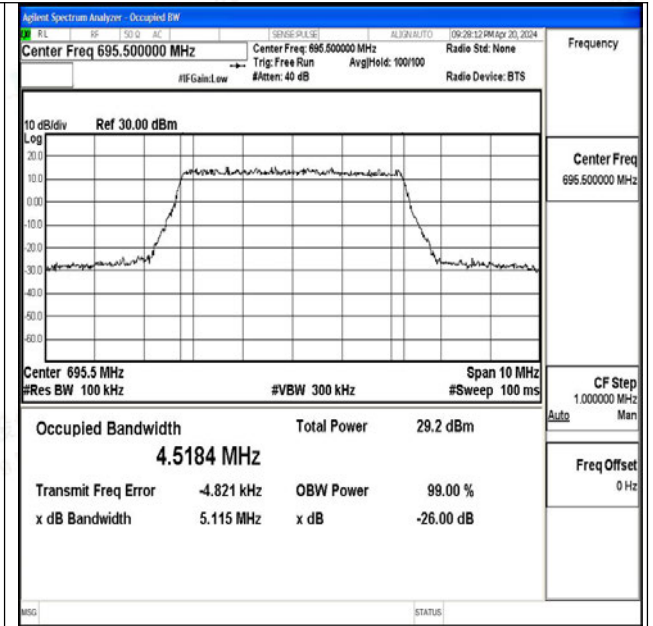 Agilent Spectrum Analyzer - Occupied BW
RL RF 50 Ω AC SENSE:PULSE ALIGN AUTO 09:28:12 PM Apr 20, 2024
Center Freq 695.500000 MHz
Center Freq: 695.500000 MHz
Radio Std: None
Trig: Free Run Avg|Hold: 100/100
#IFGain:Low #Atten: 40 dB Radio Device: BTS
Frequency
10 dB/div Ref 30.00 dBm
Log
20.0
10.0
0.00
-10.0
-20.0
-30.0
-40.0
-50.0
-60.0
Center 695.5 MHz Span 10 MHz
#Res BW 100 kHz #VBW 300 kHz #Sweep 100 ms
Occupied Bandwidth Total Power 29.2 dBm
4.5184 MHz
Transmit Freq Error -4.821 kHz OBW Power 99.00 %
x dB Bandwidth 5.115 MHz x dB -26.00 dB
Center Freq
695.500000 MHz
CF Step
1.000000 MHz
Auto Man
Freq Offset
0 Hz
MSG STATUS